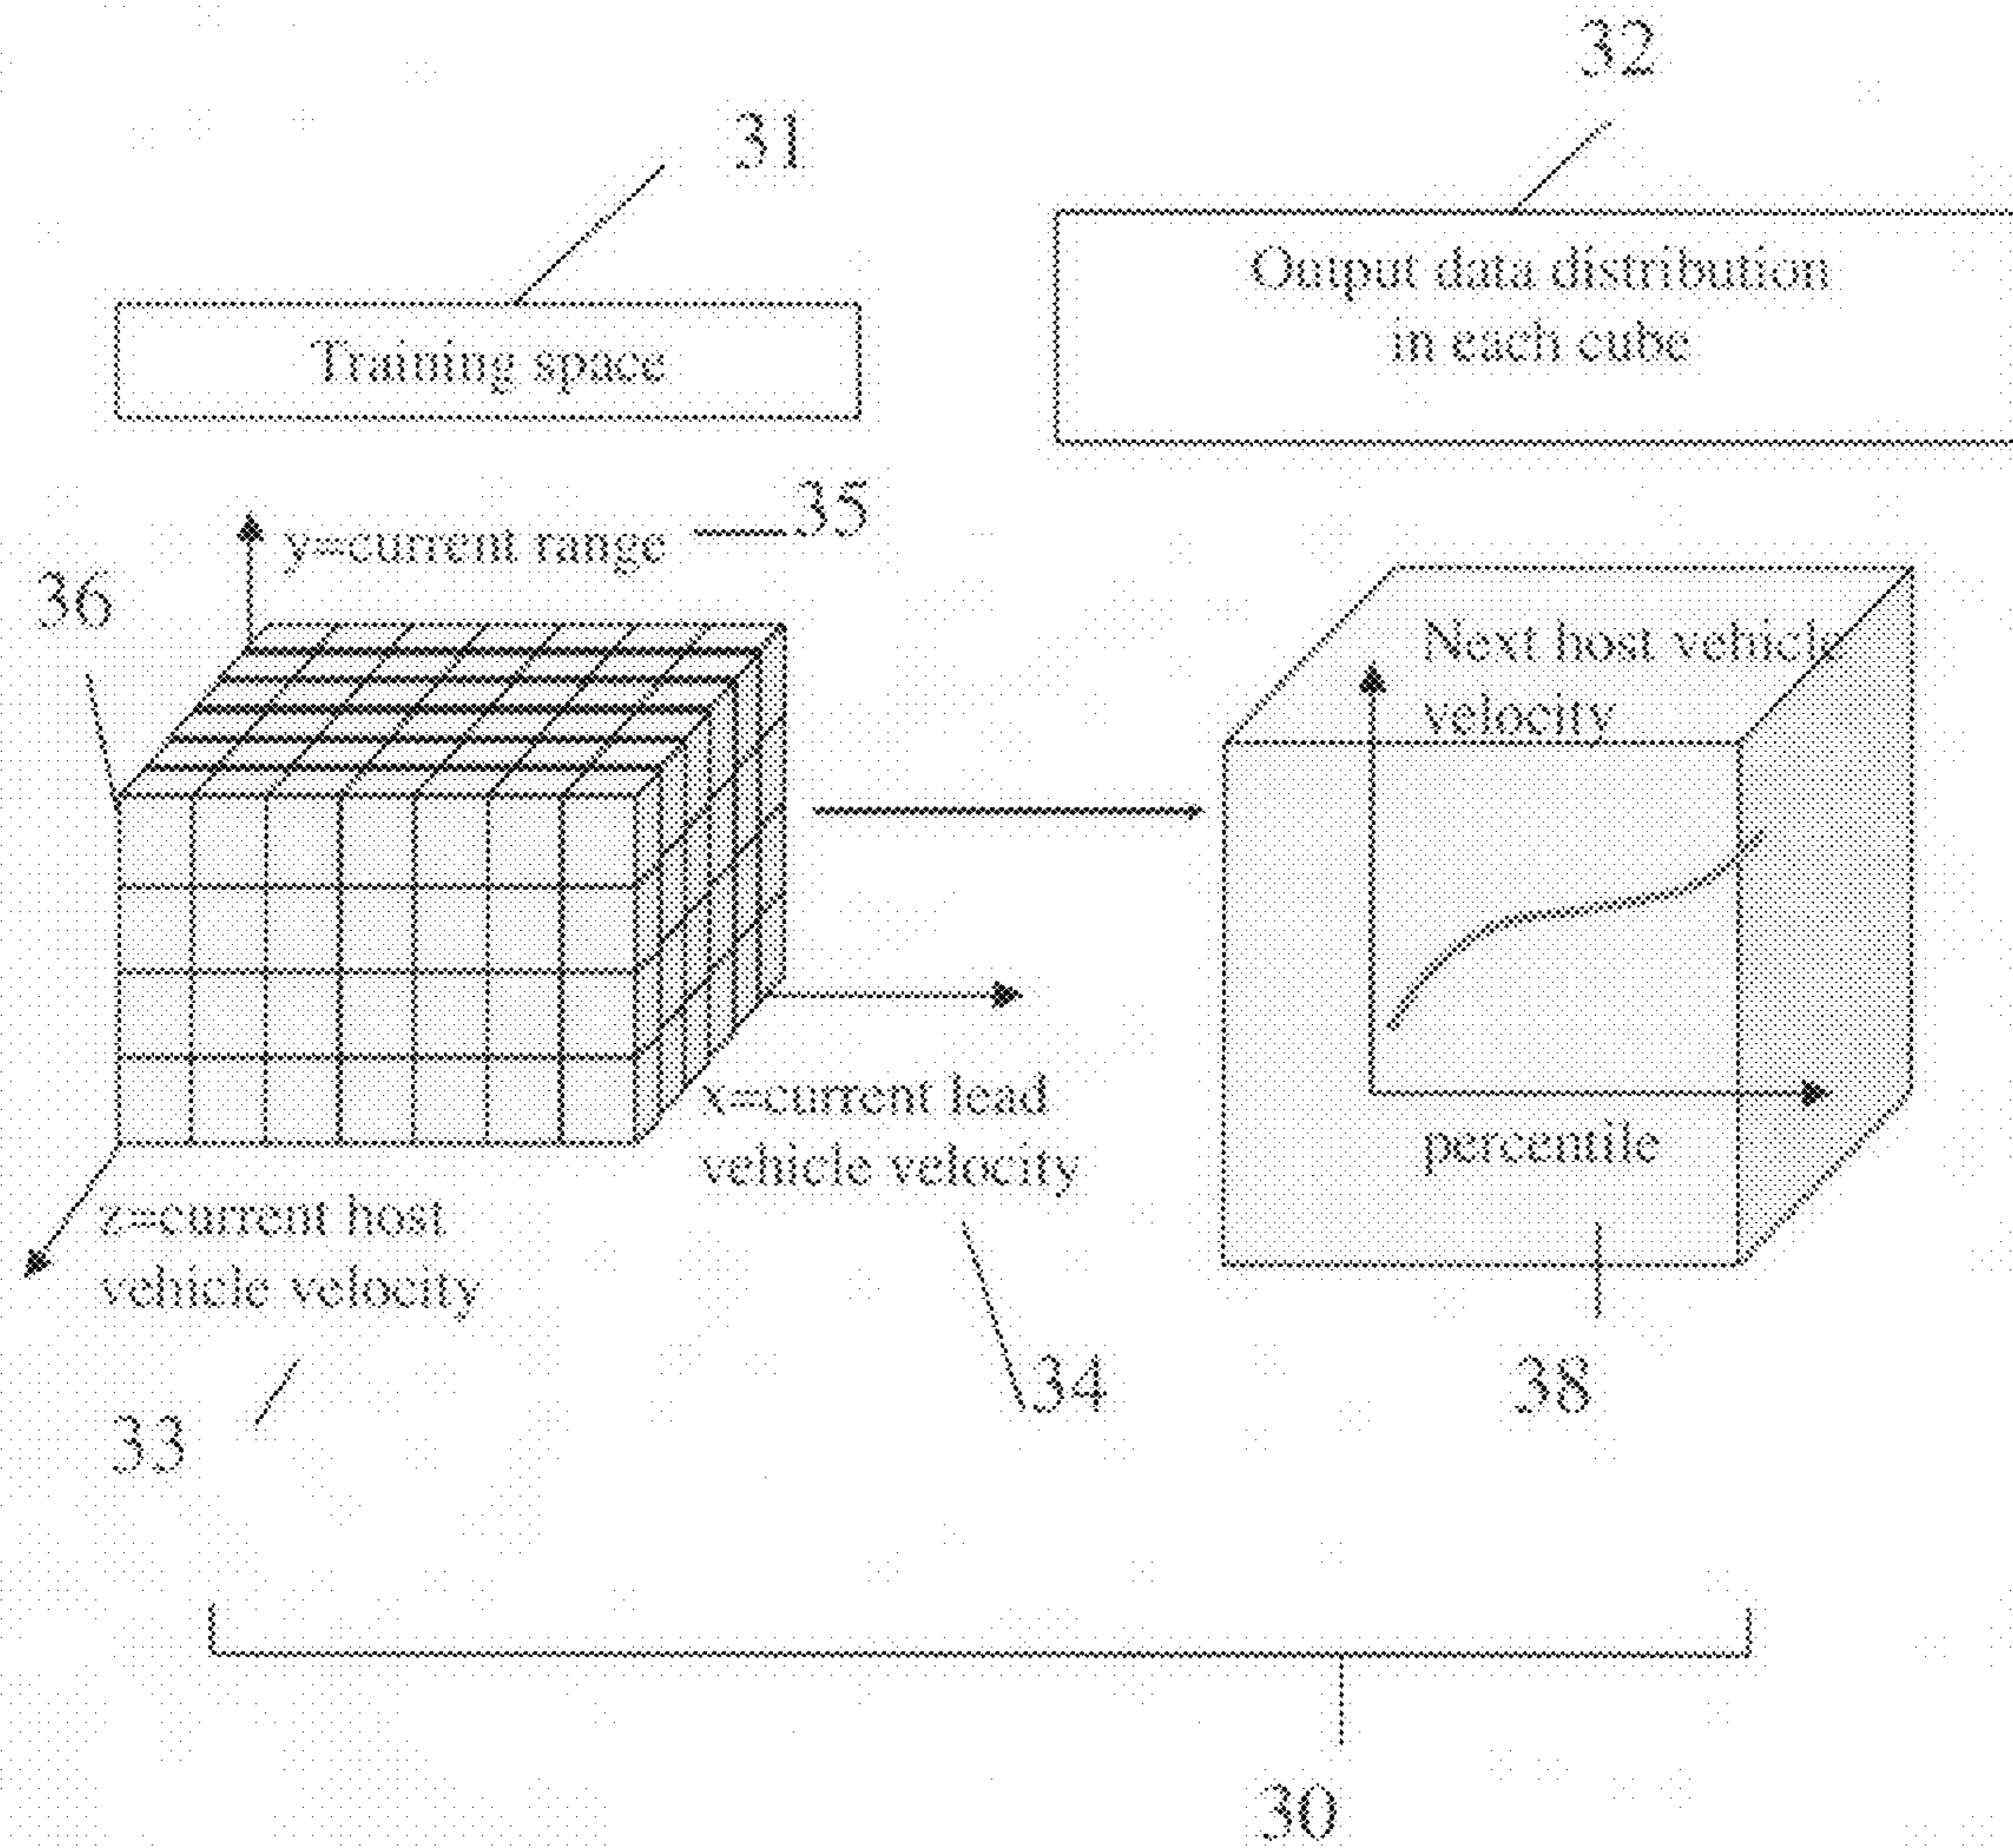 32
31
Output data distribution
in each cube
Training space
35
y=current range
36
Next host vehicle
velocity
x=current lead
vehicle velocity
percentile
z=current host
vehicle velocity
34
38
33
30